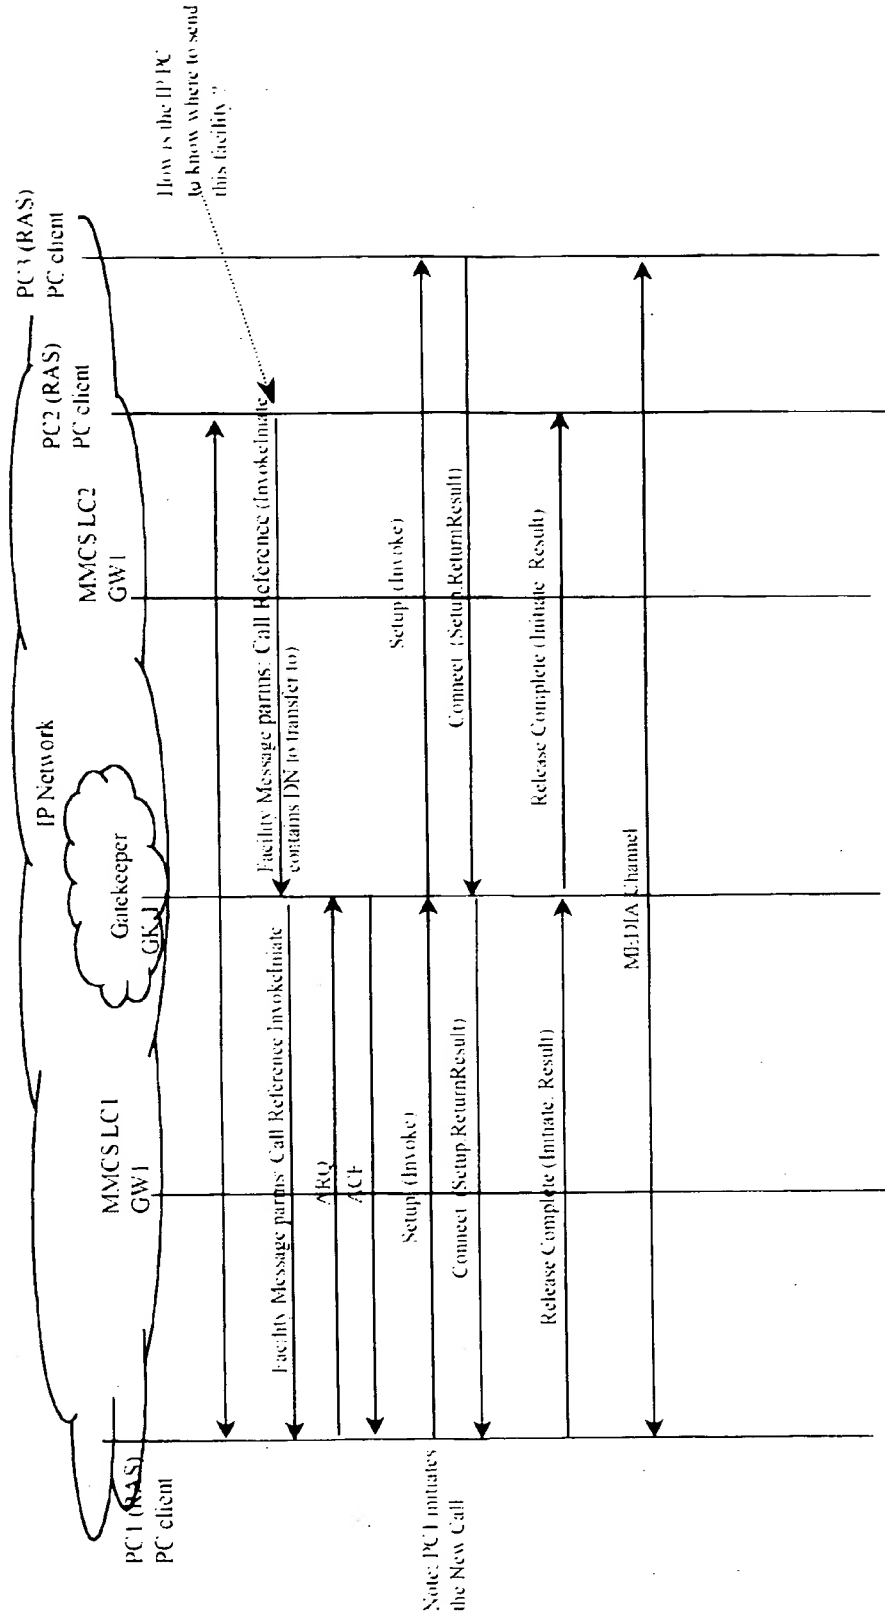 PC1 (RAS)
PC client
MMCS LC1
GW1
Gatekeeper
GK1
IP Network
MMCS LC2
GW1
PC2 (RAS)
PC client
PC3 (RAS)
PC client
How is the IP PC
to know where to send
this facility?
Facility Message parms: Call Reference (InvokeIniate
contains DN to transfer to)
Facility Message parms: Call Reference InvokeIniate
ARQ
ACF
Note: PC1 initiates
the New Call
Setup (Invoke)
Setup (Invoke)
Connect (Setup.ReturnResult)
Connect (Setup.ReturnResult)
Release Complete (Initiate. Result)
Release Complete (Initiate. Result)
MEDIA Channel